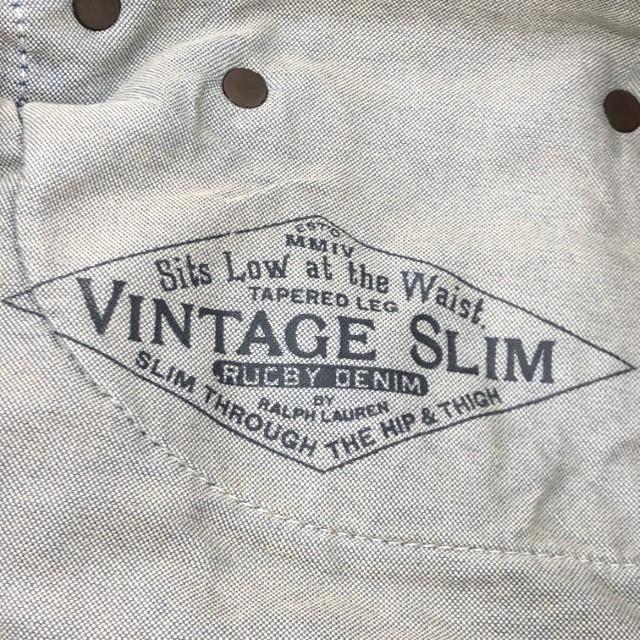 EST'D
MMIV
Sits Low at the Waist.
TAPERED LEG
VINTAGE SLIM
RUGBY DENIM
BY
RALPH LAUREN
SLIM THROUGH THE HIP & THIGH